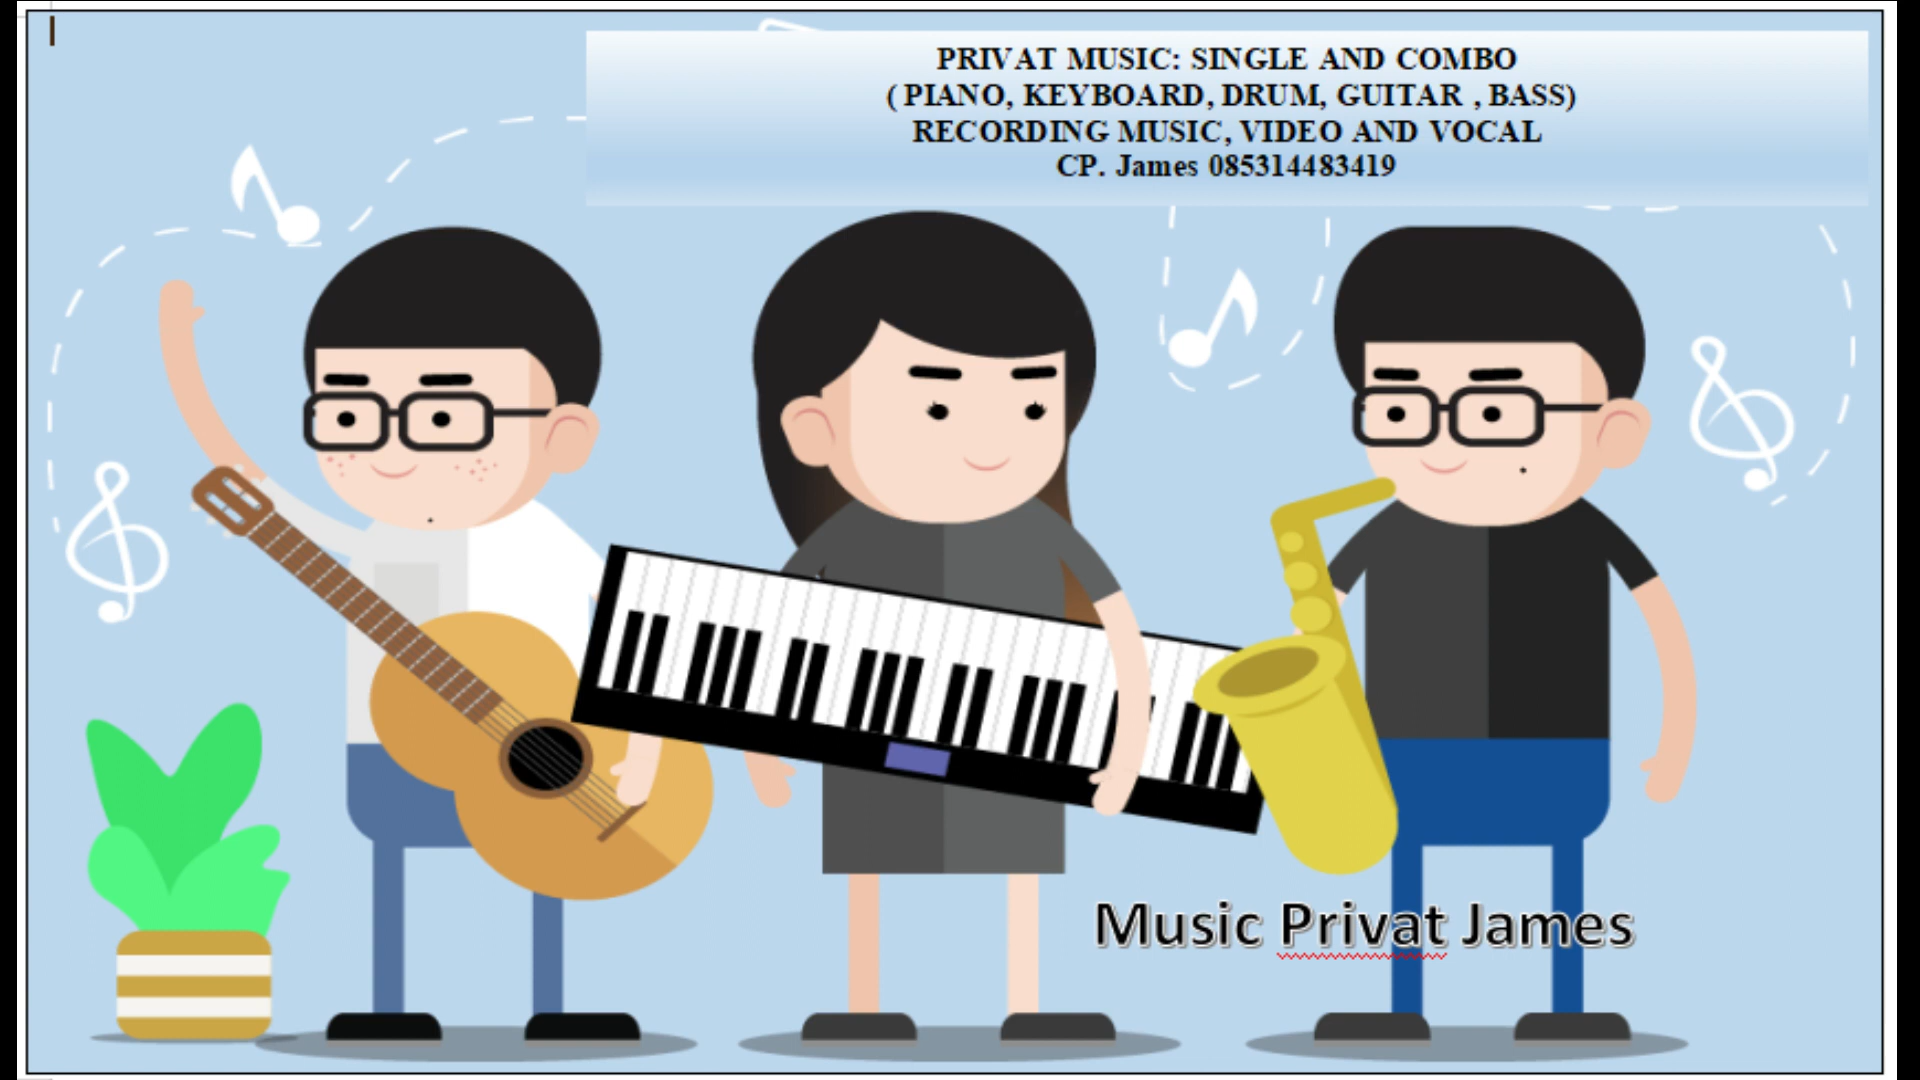 PRIVAT MUSIC: SINGLE AND COMBO
( PIANO, KEYBOARD, DRUM, GUITAR , BASS)
RECORDING MUSIC, VIDEO AND VOCAL
CP. James 085314483419
Music Privat James